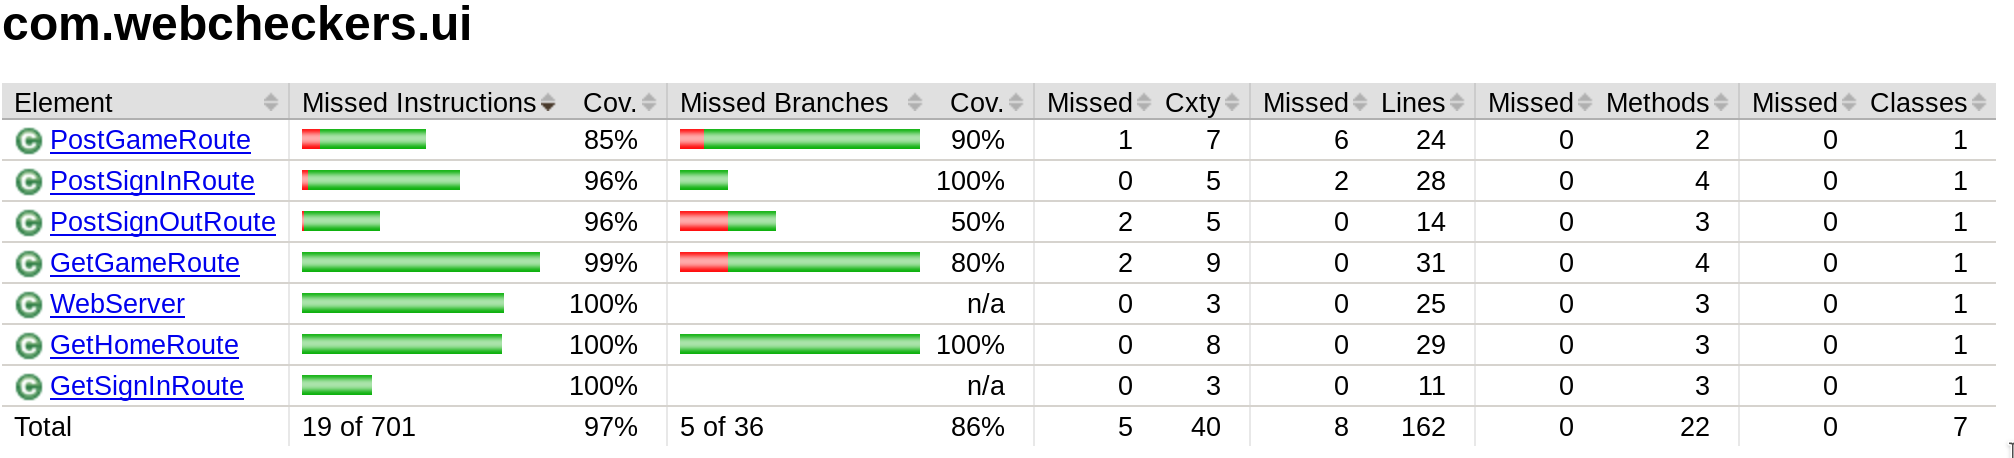 com.webcheckers.ui
Element Missed Instructions Cov. Missed Branches Cov. Missed Cxty Missed Lines Missed Methods Missed Classes
C PostGameRoute 85% 90% 1 7 6 24 0 2 0 1
C PostSignInRoute 96% 100% 0 5 2 28 0 4 0 1
C PostSignOutRoute 96% 50% 2 5 0 14 0 3 0 1
C GetGameRoute 99% 80% 2 9 0 31 0 4 0 1
C WebServer 100% n/a 0 3 0 25 0 3 0 1
C GetHomeRoute 100% 100% 0 8 0 29 0 3 0 1
C GetSignInRoute 100% n/a 0 3 0 11 0 3 0 1
Total 19 of 701 97% 5 of 36 86% 5 40 8 162 0 22 0 7